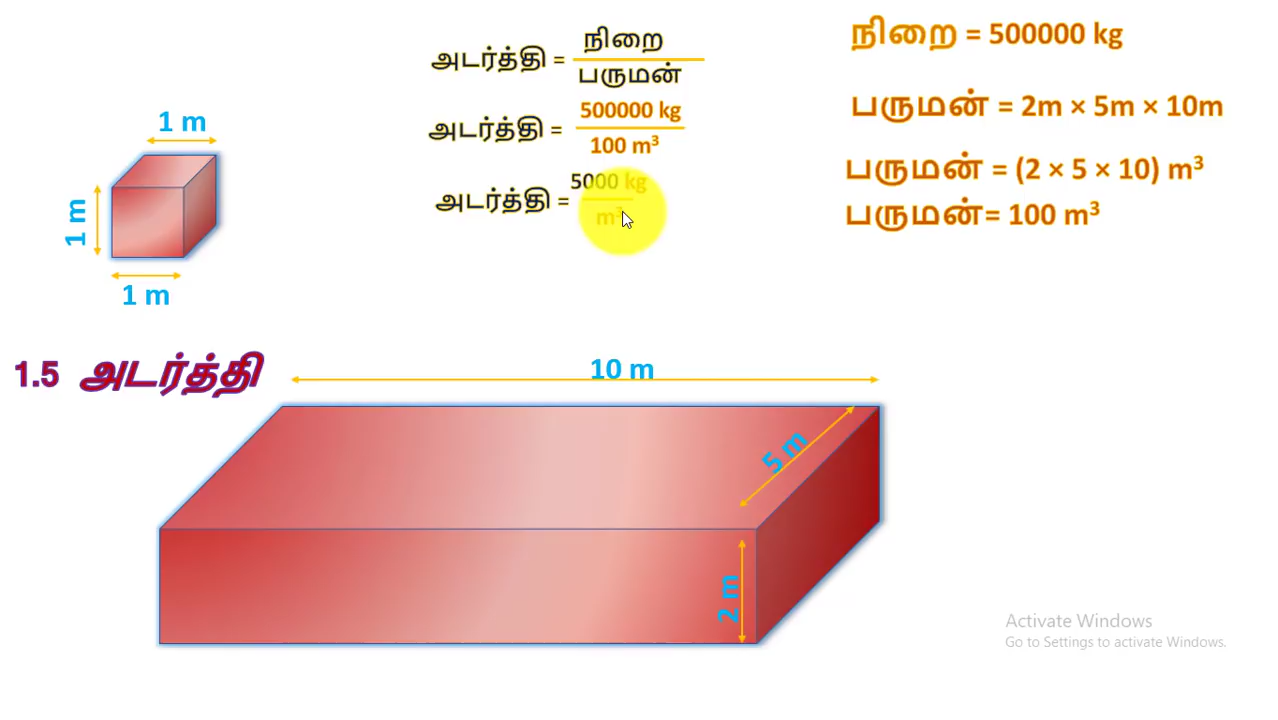 நிறை = 500000 kg
அடர்த்தி = நிறை / பருமன்
பருமன் = 2m × 5m × 10m
அடர்த்தி = 500000 kg / 100 m³
பருமன் = (2 × 5 × 10) m³
அடர்த்தி = 5000 kg / m³
பருமன்= 100 m³
1 m
1 m
1 m
1.5 அடர்த்தி
10 m
5 m
2 m
Activate Windows
Go to Settings to activate Windows.